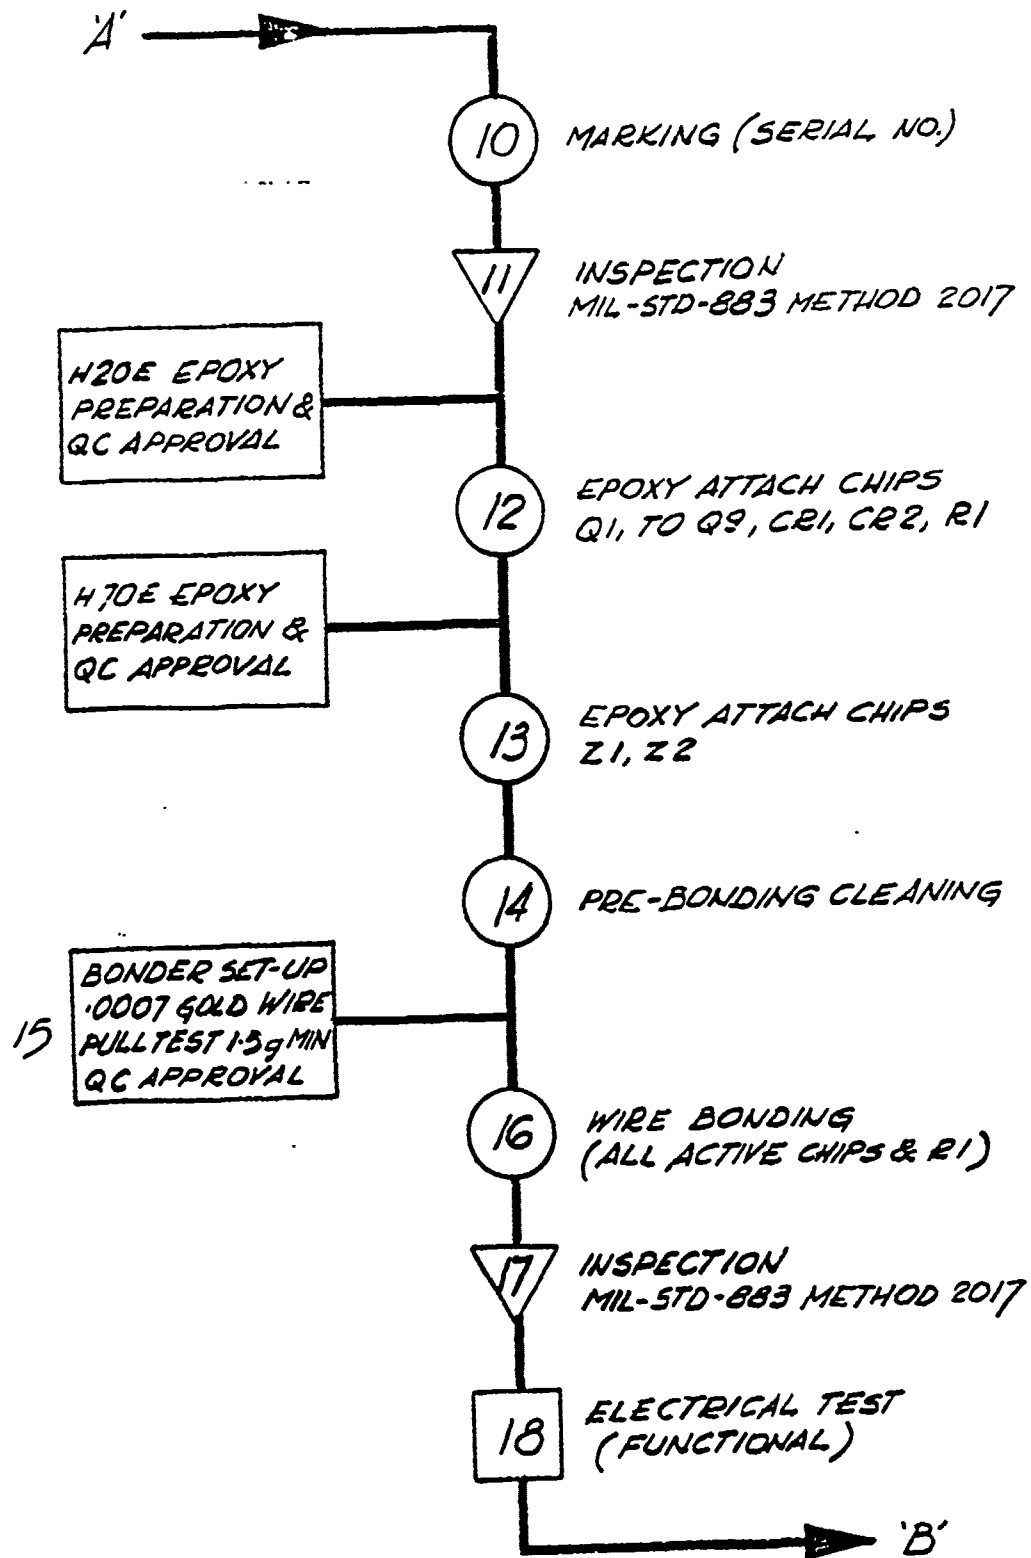 'A'
10 MARKING (SERIAL NO.)
11 INSPECTION
MIL-STD-883 METHOD 2017
H20E EPOXY
PREPARATION &
QC APPROVAL
12 EPOXY ATTACH CHIPS
Q1, TO Q9, CR1, CR2, R1
H70E EPOXY
PREPARATION &
QC APPROVAL
13 EPOXY ATTACH CHIPS
Z1, Z2
14 PRE-BONDING CLEANING
15
BONDER SET-UP
.0007 GOLD WIRE
PULL TEST 1.5g MIN
QC APPROVAL
16 WIRE BONDING
(ALL ACTIVE CHIPS & R1)
17 INSPECTION
MIL-STD-883 METHOD 2017
18 ELECTRICAL TEST
(FUNCTIONAL)
'B'